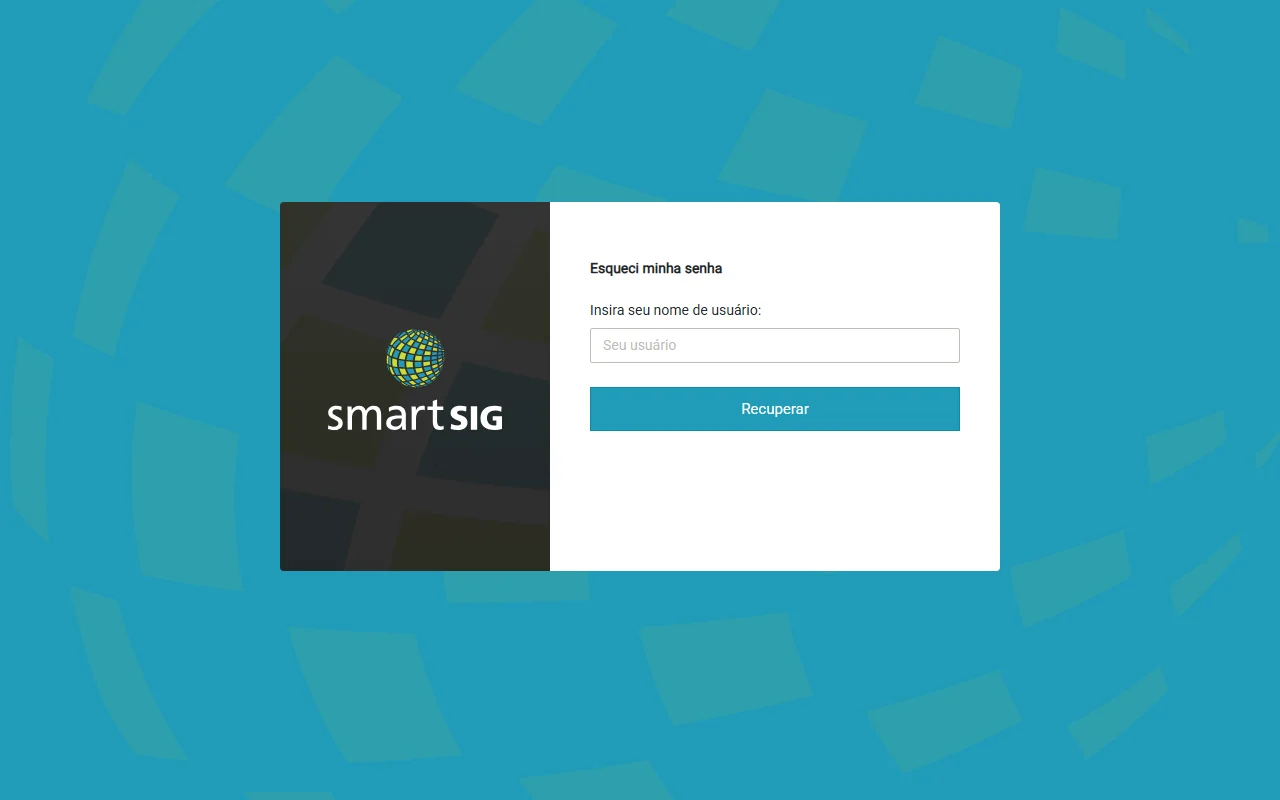 smartSIG
Esqueci minha senha
Insira seu nome de usuário:
Seu usuário
Recuperar